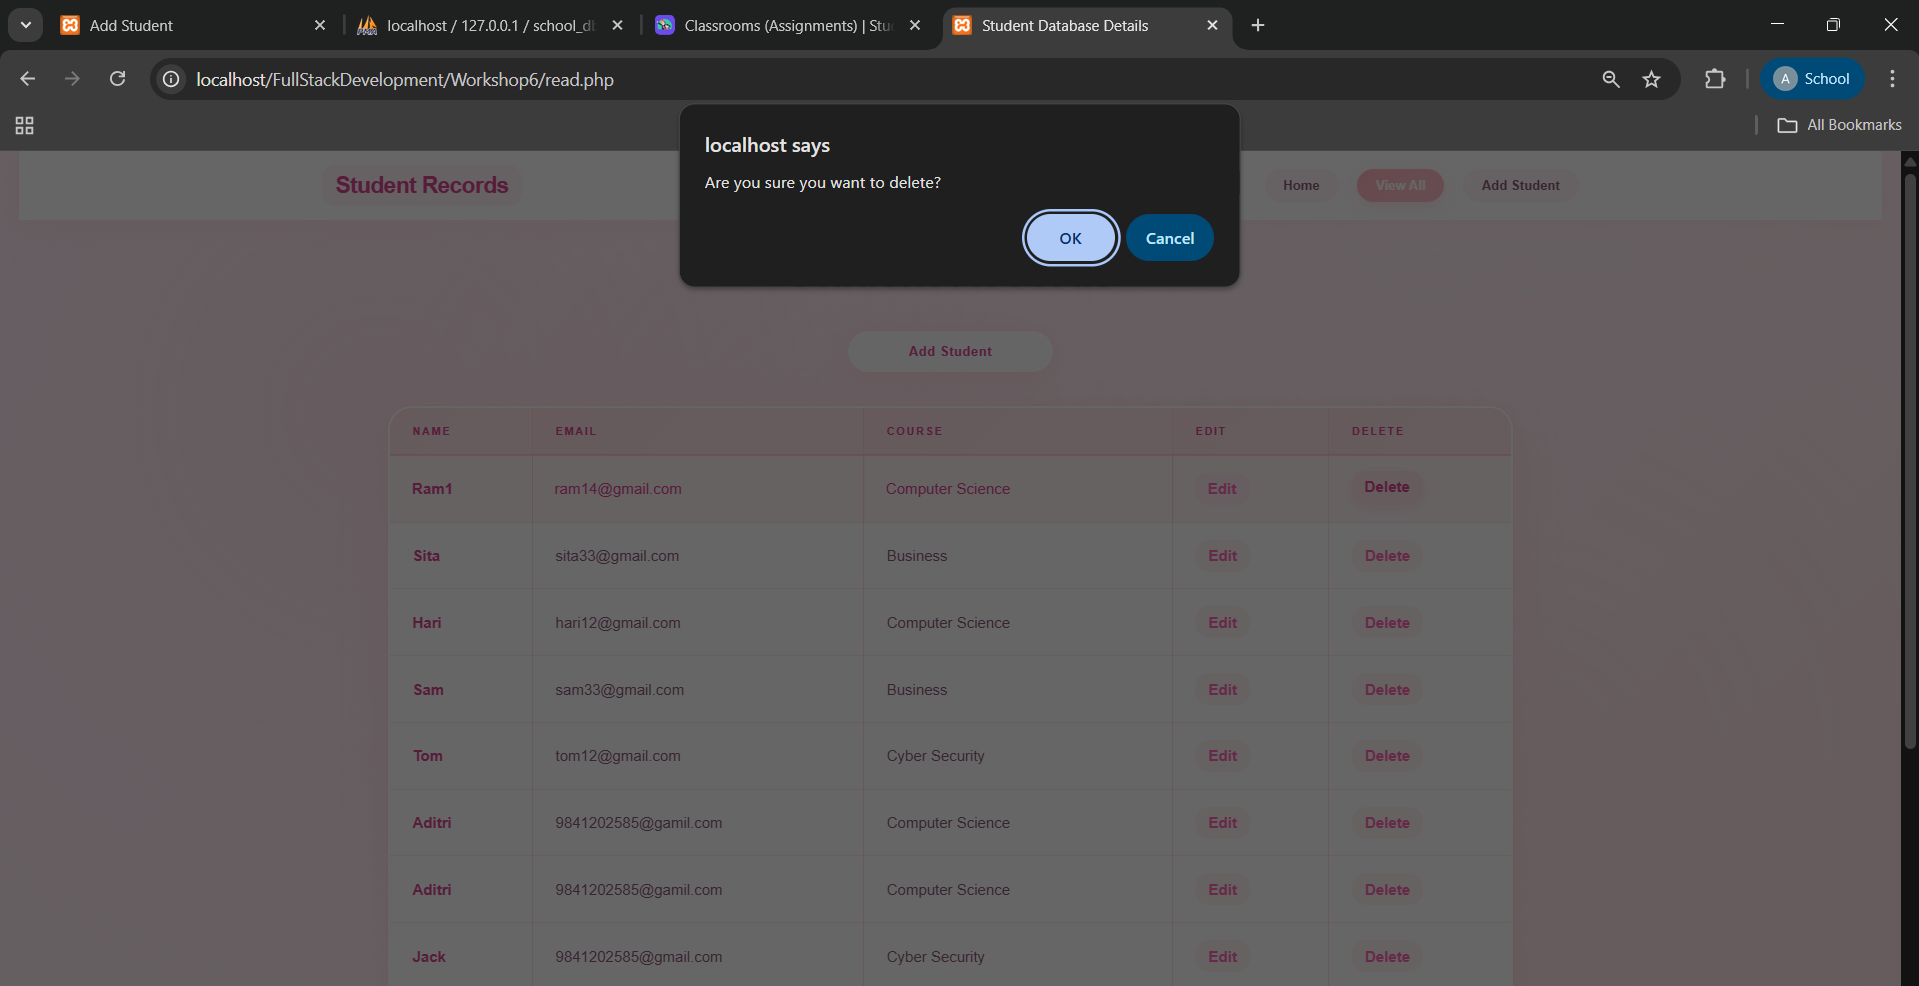 Add Student
localhost / 127.0.0.1 / school_db
Classrooms (Assignments) | Stu
Student Database Details
localhost/FullStackDevelopment/Workshop6/read.php
A School
All Bookmarks
localhost says
Are you sure you want to delete?
OK Cancel
Student Records
Home View All Add Student
Add Student
NAME EMAIL COURSE EDIT DELETE
Ram1 ram14@gmail.com Computer Science Edit Delete
Sita sita33@gmail.com Business Edit Delete
Hari hari12@gmail.com Computer Science Edit Delete
Sam sam33@gmail.com Business Edit Delete
Tom tom12@gmail.com Cyber Security Edit Delete
Aditri 9841202585@gamil.com Computer Science Edit Delete
Aditri 9841202585@gamil.com Computer Science Edit Delete
Jack 9841202585@gmail.com Cyber Security Edit Delete